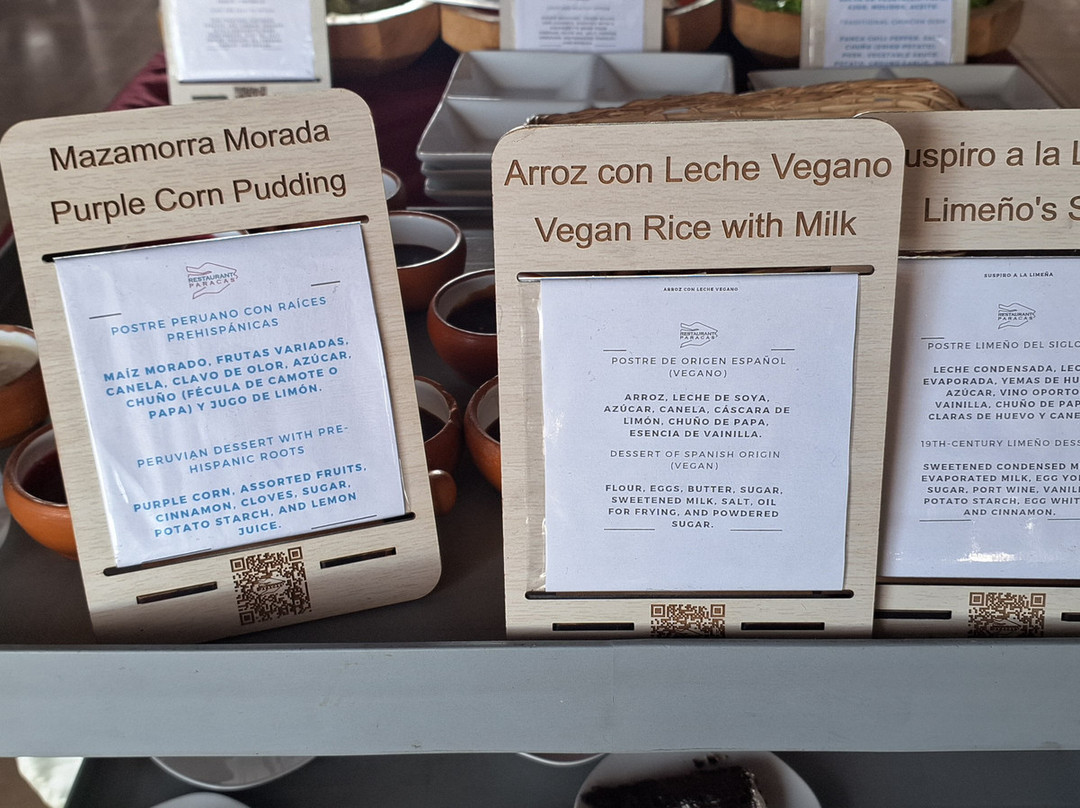 Mazamorra Morada
Purple Corn Pudding
RESTAURANT
PARACAS
POSTRE PERUANO CON RAÍCES
PREHISPÁNICAS
MAÍZ MORADO, FRUTAS VARIADAS,
CANELA, CLAVO DE OLOR, AZÚCAR,
CHUÑO (FÉCULA DE CAMOTE O
PAPA) Y JUGO DE LIMÓN.
PERUVIAN DESSERT WITH PRE-
HISPANIC ROOTS
PURPLE CORN, ASSORTED FRUITS,
CINNAMON, CLOVES, SUGAR,
POTATO STARCH, AND LEMON
JUICE.
Arroz con Leche Vegano
Vegan Rice with Milk
ARROZ CON LECHE VEGANO
RESTAURANT
PARACAS
POSTRE DE ORIGEN ESPAÑOL
(VEGANO)
ARROZ, LECHE DE SOYA,
AZÚCAR, CANELA, CÁSCARA DE
LIMÓN, CHUÑO DE PAPA,
ESENCIA DE VAINILLA.
DESSERT OF SPANISH ORIGIN
(VEGAN)
FLOUR, EGGS, BUTTER, SUGAR,
SWEETENED MILK, SALT, OIL
FOR FRYING, AND POWDERED
SUGAR.
uspiro a la L
Limeño's S
SUSPIRO A LA LIMEÑA
RESTAURANT
PARACAS
POSTRE LIMEÑO DEL SIGLO
LECHE CONDENSADA, LEC
EVAPORADA, YEMAS DE HU
AZÚCAR, VINO OPORTO
VAINILLA, CHUÑO DE PAP
CLARAS DE HUEVO Y CANE
19TH-CENTURY LIMEÑO DESS
SWEETENED CONDENSED M
EVAPORATED MILK, EGG YO
SUGAR, PORT WINE, VANIL
POTATO STARCH, EGG WHIT
AND CINNAMON.